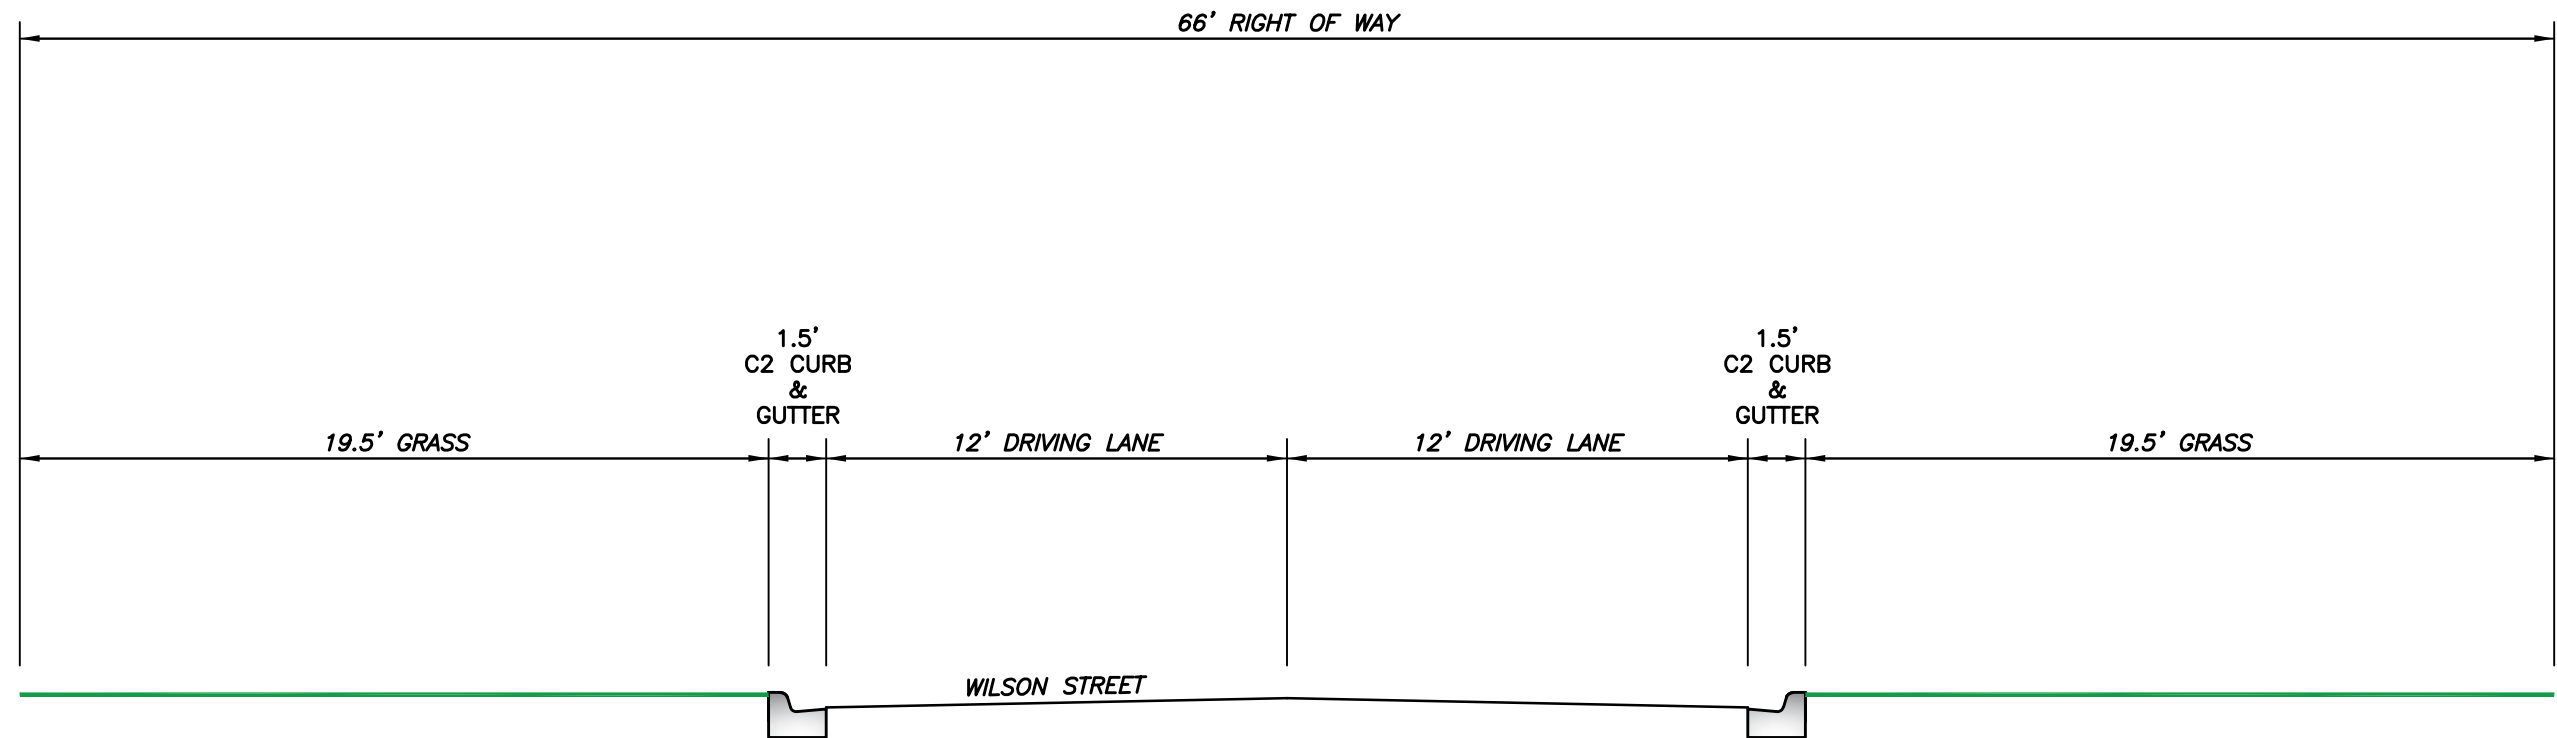 66' RIGHT OF WAY
1.5'
C2 CURB
&
GUTTER
1.5'
C2 CURB
&
GUTTER
19.5' GRASS
12' DRIVING LANE
12' DRIVING LANE
19.5' GRASS
WILSON STREET